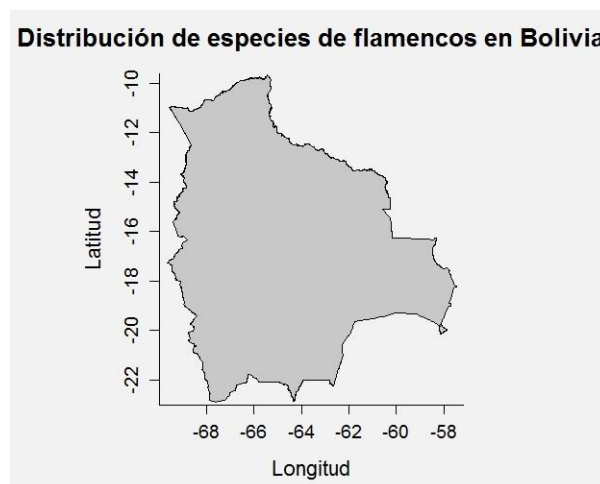 Distribución de especies de flamencos en Bolivia
-10
-12
-14
-16
-18
-20
-22
Latitud
-68 -66 -64 -62 -60 -58
Longitud